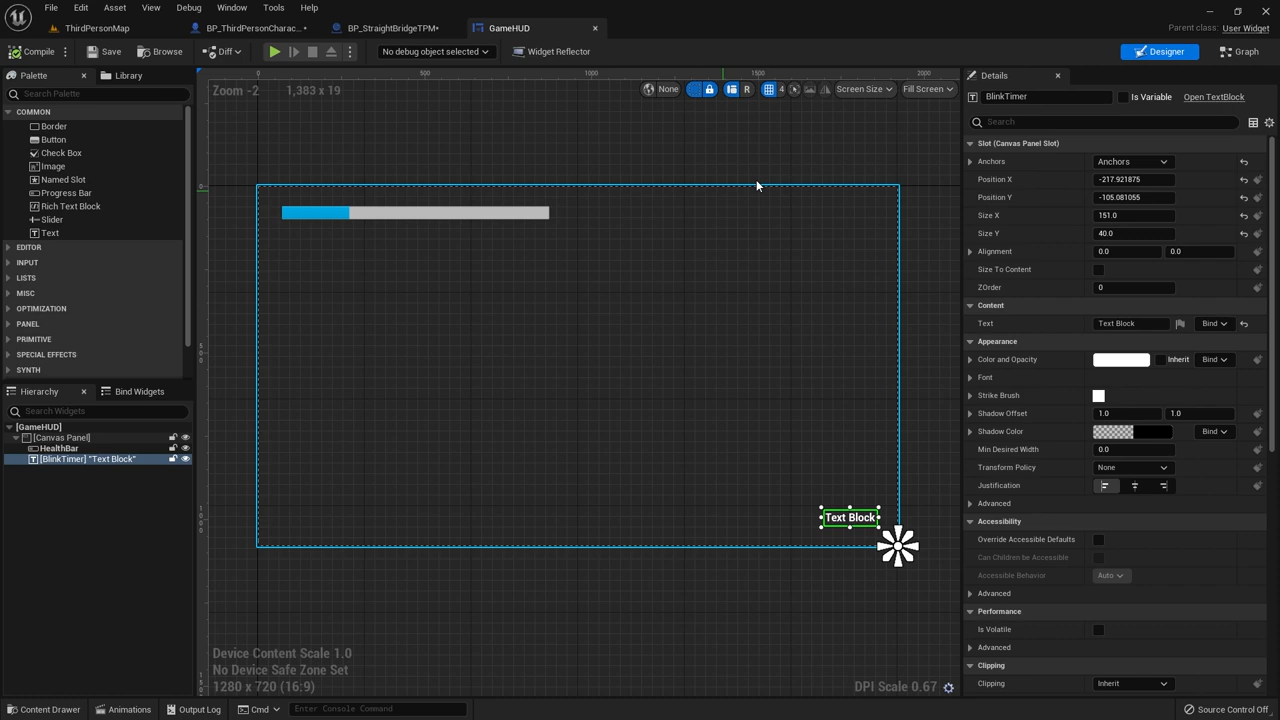 File Edit Asset View Debug Window Tools Help
ThirdPersonMap BP_ThirdPersonCharac...• BP_StraightBridgeTPM• GameHUD Parent class: User Widget
Compile Save Browse Diff No debug object selected Widget Reflector Designer Graph
Palette Library
Search Palette
COMMON
Border
Button
Check Box
Image
Named Slot
Progress Bar
Rich Text Block
Slider
Text
EDITOR
INPUT
LISTS
MISC
OPTIMIZATION
PANEL
PRIMITIVE
SPECIAL EFFECTS
SYNTH
Hierarchy Bind Widgets
Search Widgets
[GameHUD]
[Canvas Panel]
HealthBar
[BlinkTimer] "Text Block"
0 500 1000 1500 2000
Zoom -2 1,383 x 19 None R 4 Screen Size Fill Screen
0
500
1000
Text Block
Device Content Scale 1.0
No Device Safe Zone Set
1280 x 720 (16:9) DPI Scale 0.67
Details
BlinkTimer Is Variable Open TextBlock
Search
Slot (Canvas Panel Slot)
Anchors Anchors
Position X -217.921875
Position Y -105.081055
Size X 151.0
Size Y 40.0
Alignment 0.0 0.0
Size To Content
ZOrder 0
Content
Text Text Block Bind
Appearance
Color and Opacity Inherit Bind
Font
Strike Brush
Shadow Offset 1.0 1.0
Shadow Color Bind
Min Desired Width 0.0
Transform Policy None
Justification
Advanced
Accessibility
Override Accessible Defaults
Can Children be Accessible
Accessible Behavior Auto
Advanced
Performance
Is Volatile
Advanced
Clipping
Clipping Inherit
Content Drawer Animations Output Log Cmd Enter Console Command Source Control Off